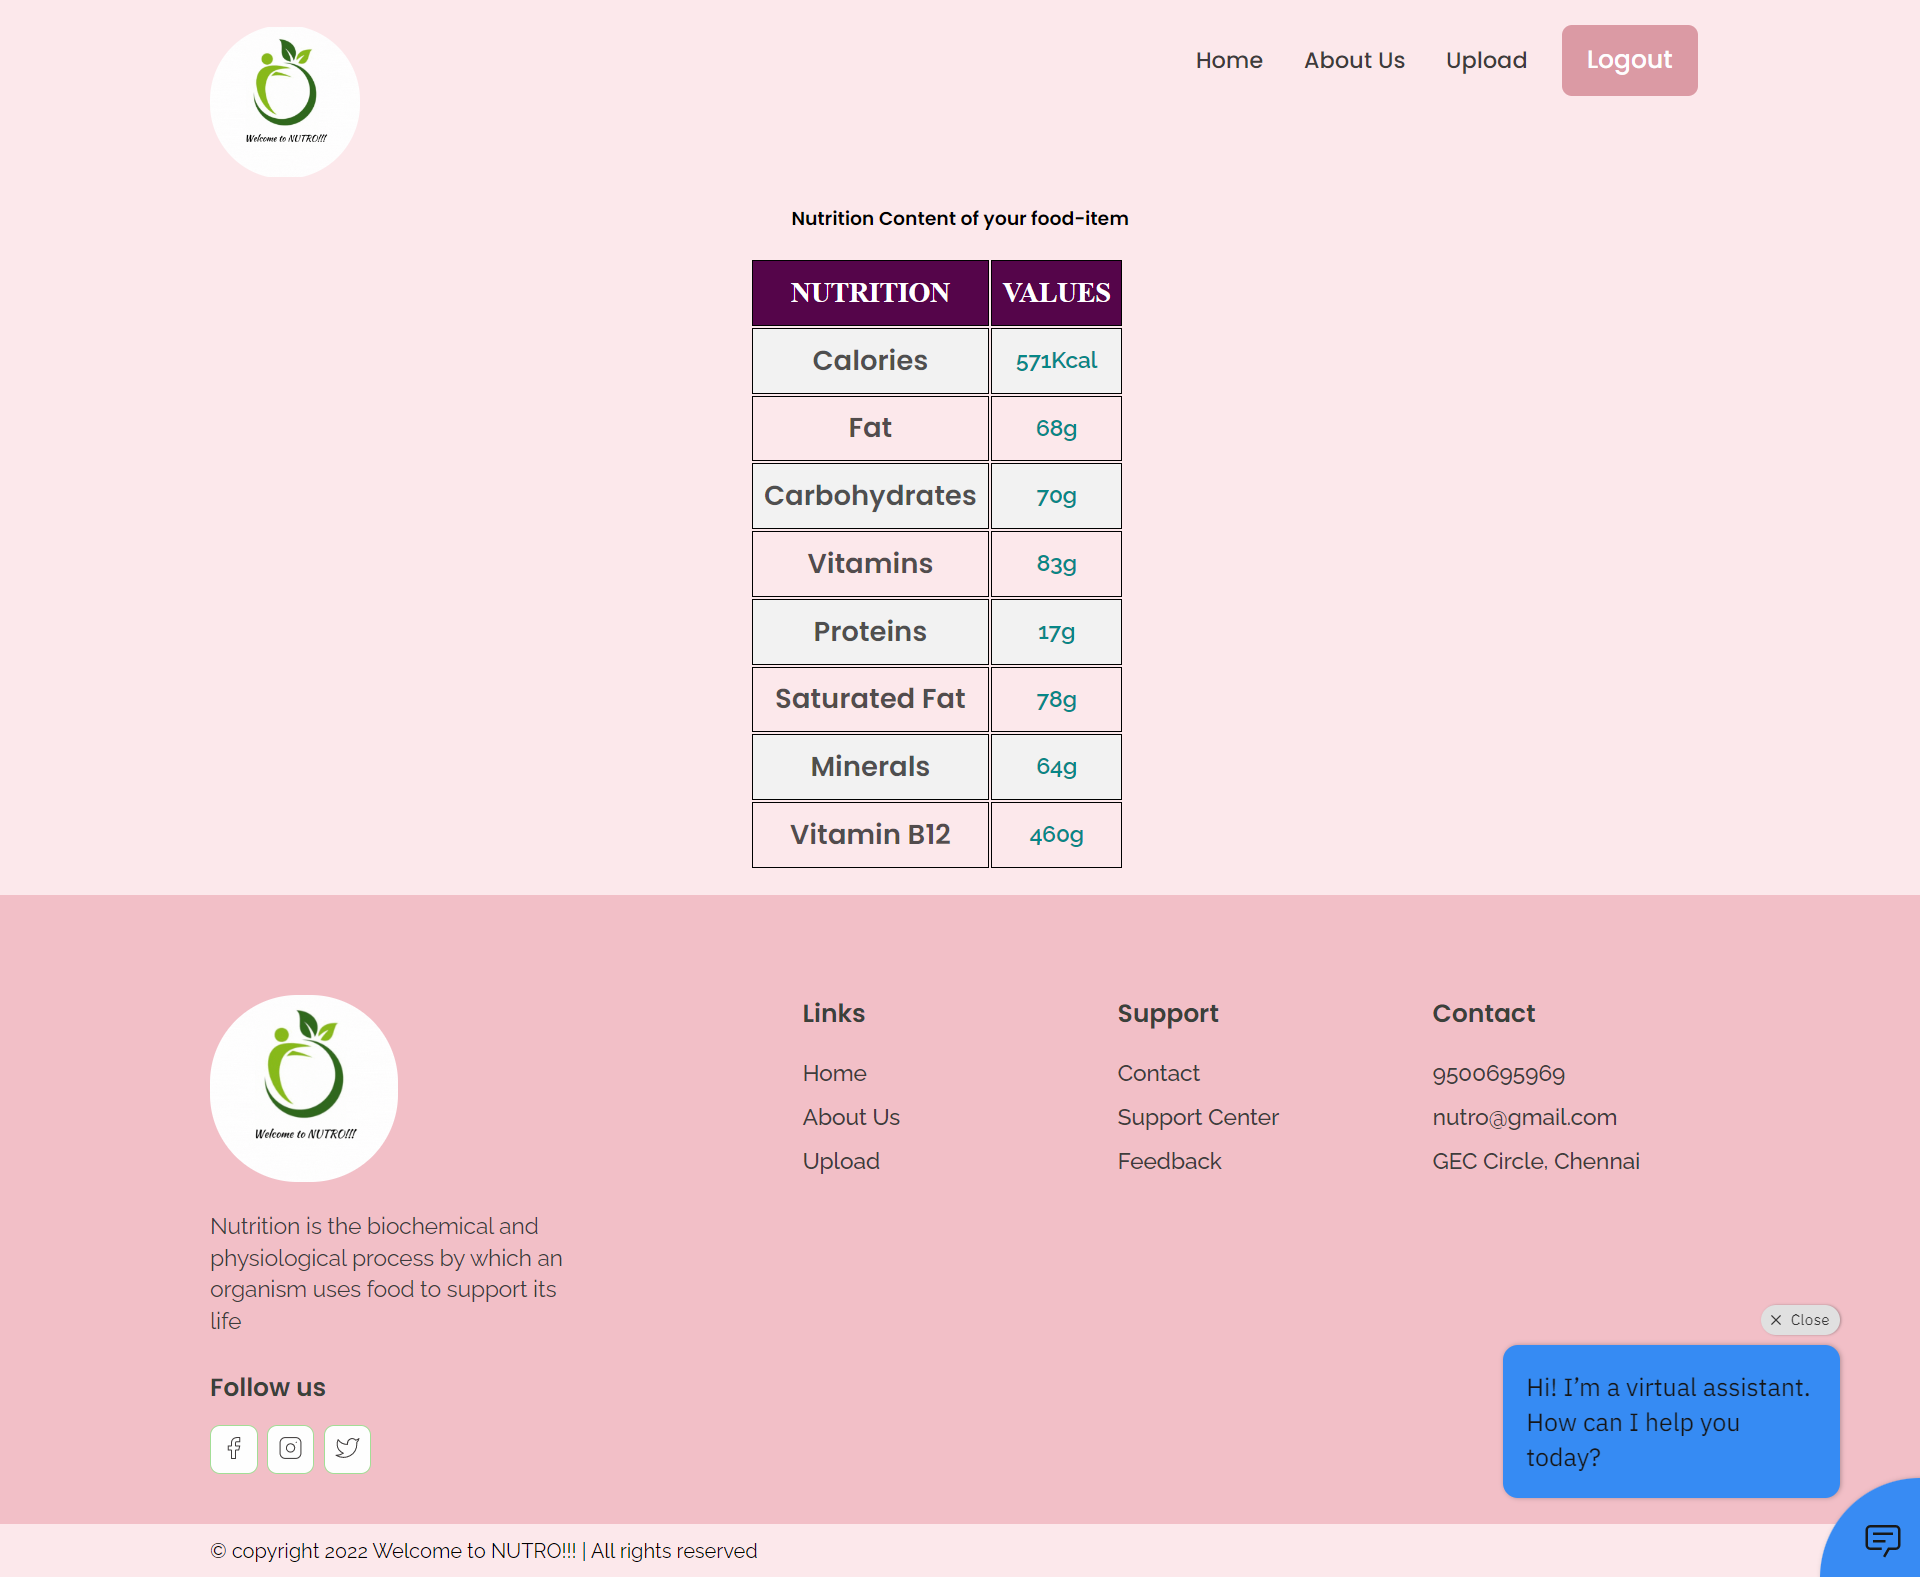 Welcome to NUTRO!!!
Home About Us Upload Logout
Nutrition Content of your food-item
NUTRITION VALUES
Calories 571Kcal
Fat 68g
Carbohydrates 70g
Vitamins 83g
Proteins 17g
Saturated Fat 78g
Minerals 64g
Vitamin B12 460g
Welcome to NUTRO!!!
Nutrition is the biochemical and
physiological process by which an
organism uses food to support its
life
Follow us
Links
Home
About Us
Upload
Support
Contact
Support Center
Feedback
Contact
9500695969
nutro@gmail.com
GEC Circle, Chennai
Close
Hi! I’m a virtual assistant.
How can I help you
today?
© copyright 2022 Welcome to NUTRO!!! | All rights reserved